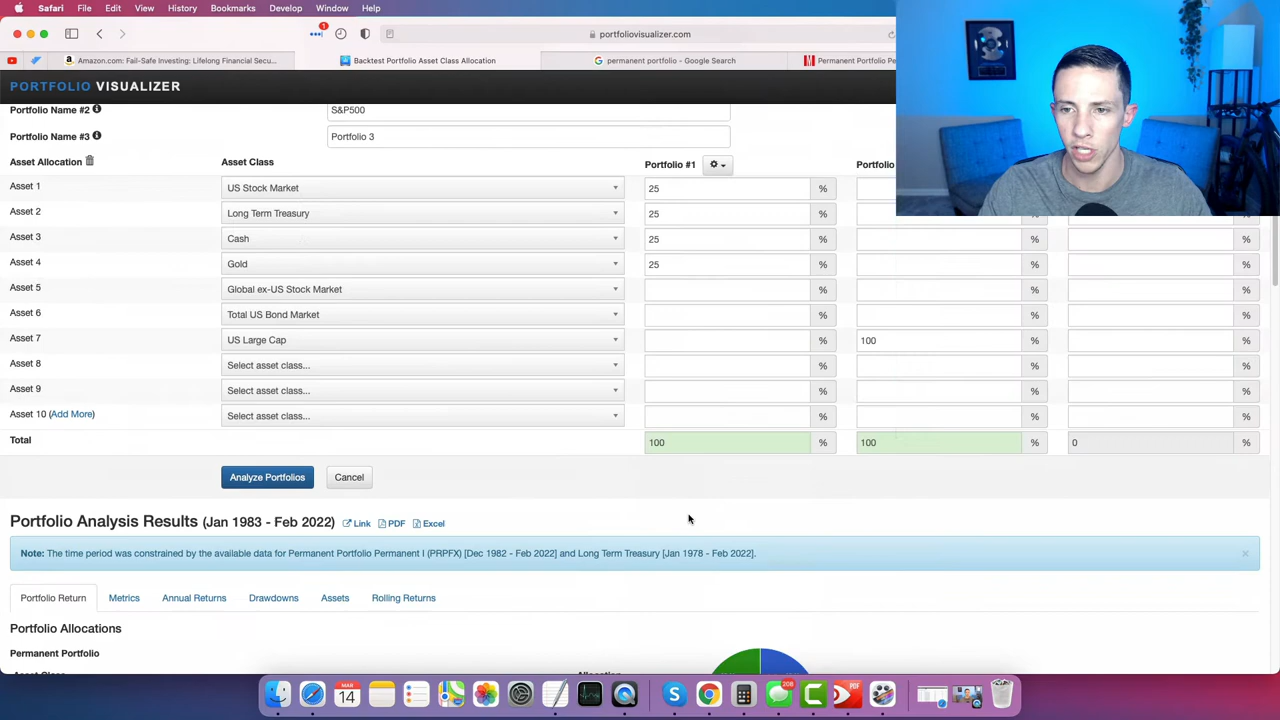 Safari File Edit View History Bookmarks Develop Window Help
1
portfoliovisualizer.com
Amazon.com: Fail-Safe Investing: Lifelong Financial Secu...
Backtest Portfolio Asset Class Allocation
permanent portfolio - Google Search
Permanent Portfolio Pe
PORTFOLIO VISUALIZER
Portfolio Name #2
S&P500
Portfolio Name #3
Portfolio 3
Asset Allocation
Asset Class
Portfolio #1
Portfolio
Asset 1 US Stock Market 25 %
Asset 2 Long Term Treasury 25 % % %
Asset 3 Cash 25 % % %
Asset 4 Gold 25 % % %
Asset 5 Global ex-US Stock Market % % %
Asset 6 Total US Bond Market % % %
Asset 7 US Large Cap % 100 % %
Asset 8 Select asset class... % % %
Asset 9 Select asset class... % % %
Asset 10 (Add More) Select asset class... % % %
Total 100 % 100 % 0 %
Analyze Portfolios
Cancel
Portfolio Analysis Results (Jan 1983 - Feb 2022) Link PDF Excel
Note: The time period was constrained by the available data for Permanent Portfolio Permanent I (PRPFX) [Dec 1982 - Feb 2022] and Long Term Treasury [Jan 1978 - Feb 2022]. ×
Portfolio Return Metrics Annual Returns Drawdowns Assets Rolling Returns
Portfolio Allocations
Permanent Portfolio
MAR
14
208
PDF